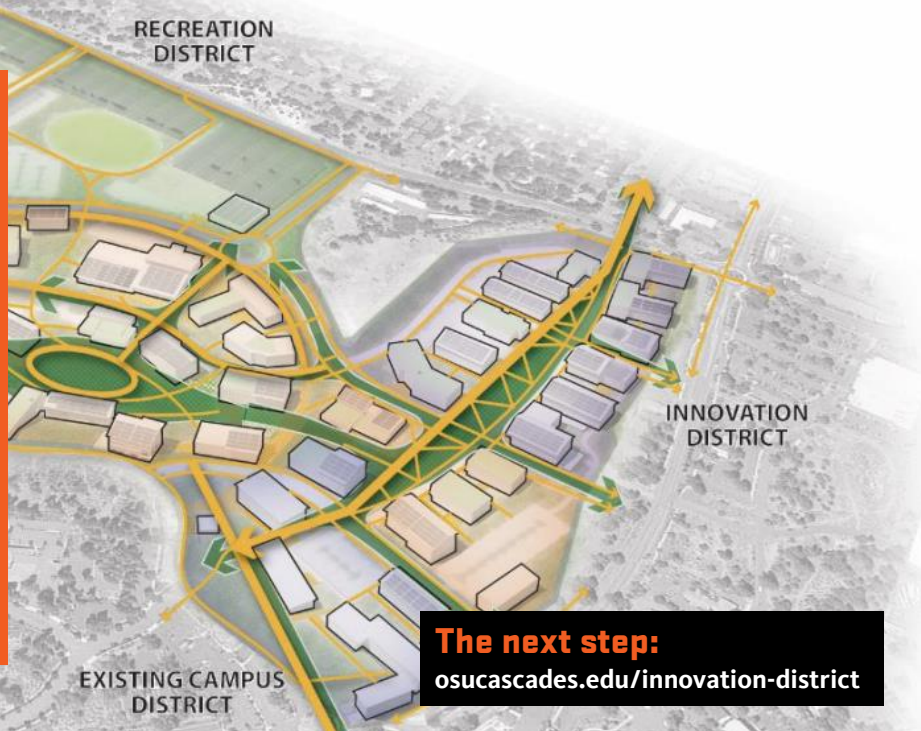 RECREATION
DISTRICT
INNOVATION
DISTRICT
EXISTING CAMPUS
DISTRICT
The next step:
osucascades.edu/innovation-district